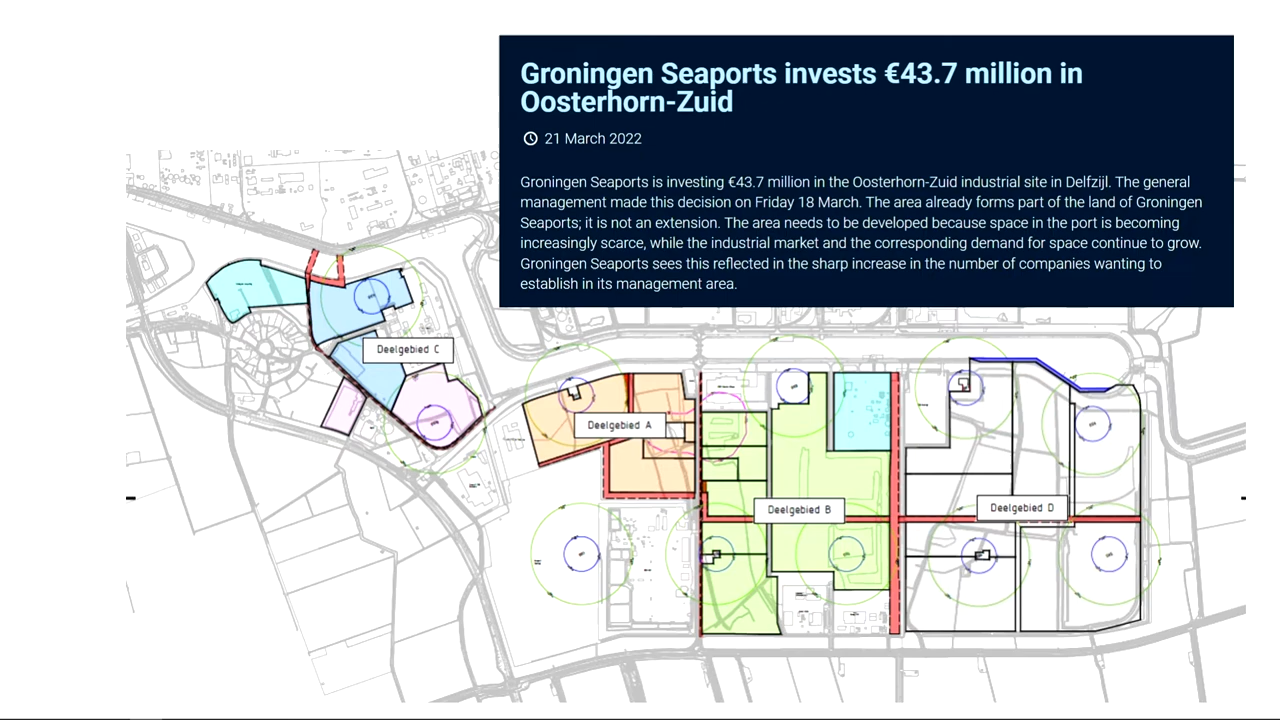 Groningen Seaports invests €43.7 million in
Oosterhorn-Zuid
21 March 2022
Groningen Seaports is investing €43.7 million in the Oosterhorn-Zuid industrial site in Delfzijl. The general
management made this decision on Friday 18 March. The area already forms part of the land of Groningen
Seaports; it is not an extension. The area needs to be developed because space in the port is becoming
increasingly scarce, while the industrial market and the corresponding demand for space continue to grow.
Groningen Seaports sees this reflected in the sharp increase in the number of companies wanting to
establish in its management area.
Deelgebied C
Deelgebied A
Deelgebied B
Deelgebied D